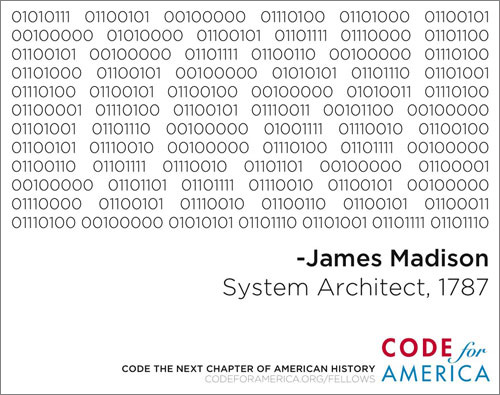 01010111 01100101 00100000 01110100 01101000 01100101
00100000 01010000 01100101 01101111 01110000 01101100
01100101 00100000 01101111 01100110 00100000 01110100
01101000 01100101 00100000 01010101 01101110 01101001
01110100 01100101 01100100 00100000 01010011 01110100
01100001 01110100 01100101 01110011 00101100 00100000
01101001 01101110 00100000 01001111 01110010 01100100
01100101 01110010 00100000 01110100 01101111 00100000
01100110 01101111 01110010 01101101 00100000 01100001
00100000 01101101 01101111 01110010 01100101 00100000
01110000 01100101 01110010 01100110 01100101 01100011
01110100 00100000 01010101 01101110 01101001 01101111 01101110
-James Madison
System Architect, 1787
CODE for
AMERICA
CODE THE NEXT CHAPTER OF AMERICAN HISTORY
CODEFORAMERICA.ORG/FELLOWS